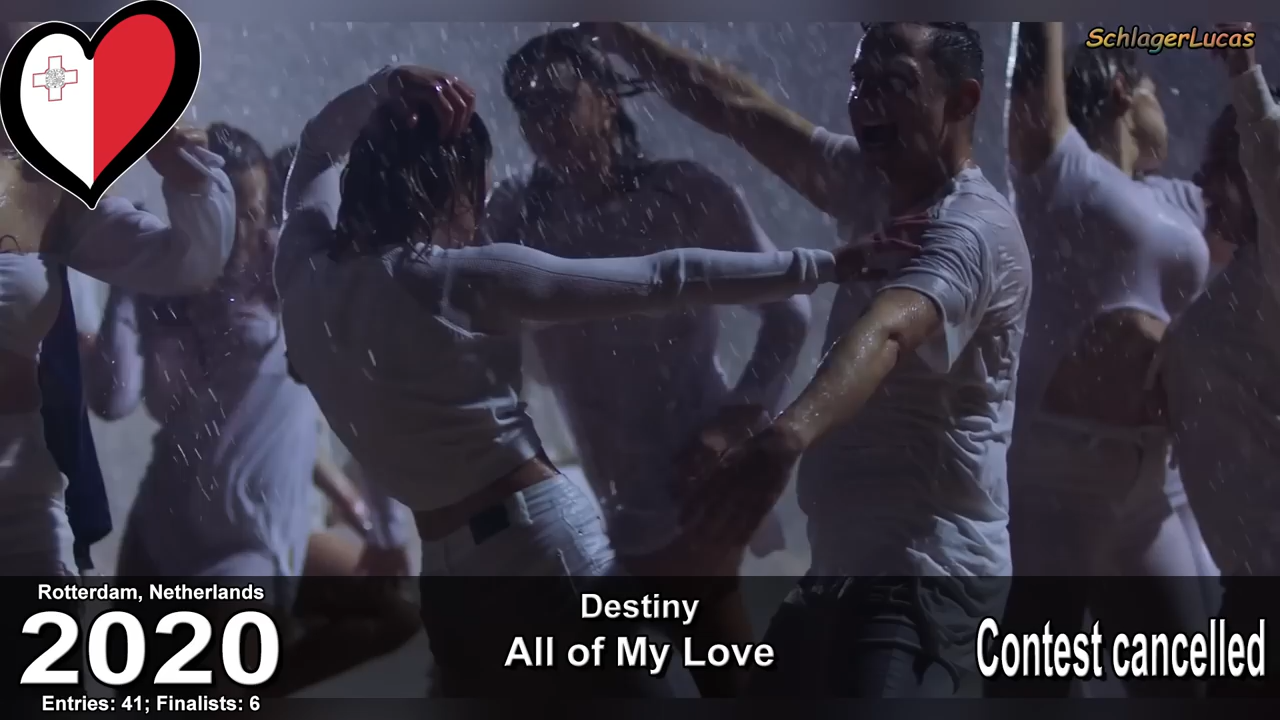 SchlagerLucas
Rotterdam, Netherlands
2020
Entries: 41; Finalists: 6
Destiny
All of My Love
Contest cancelled